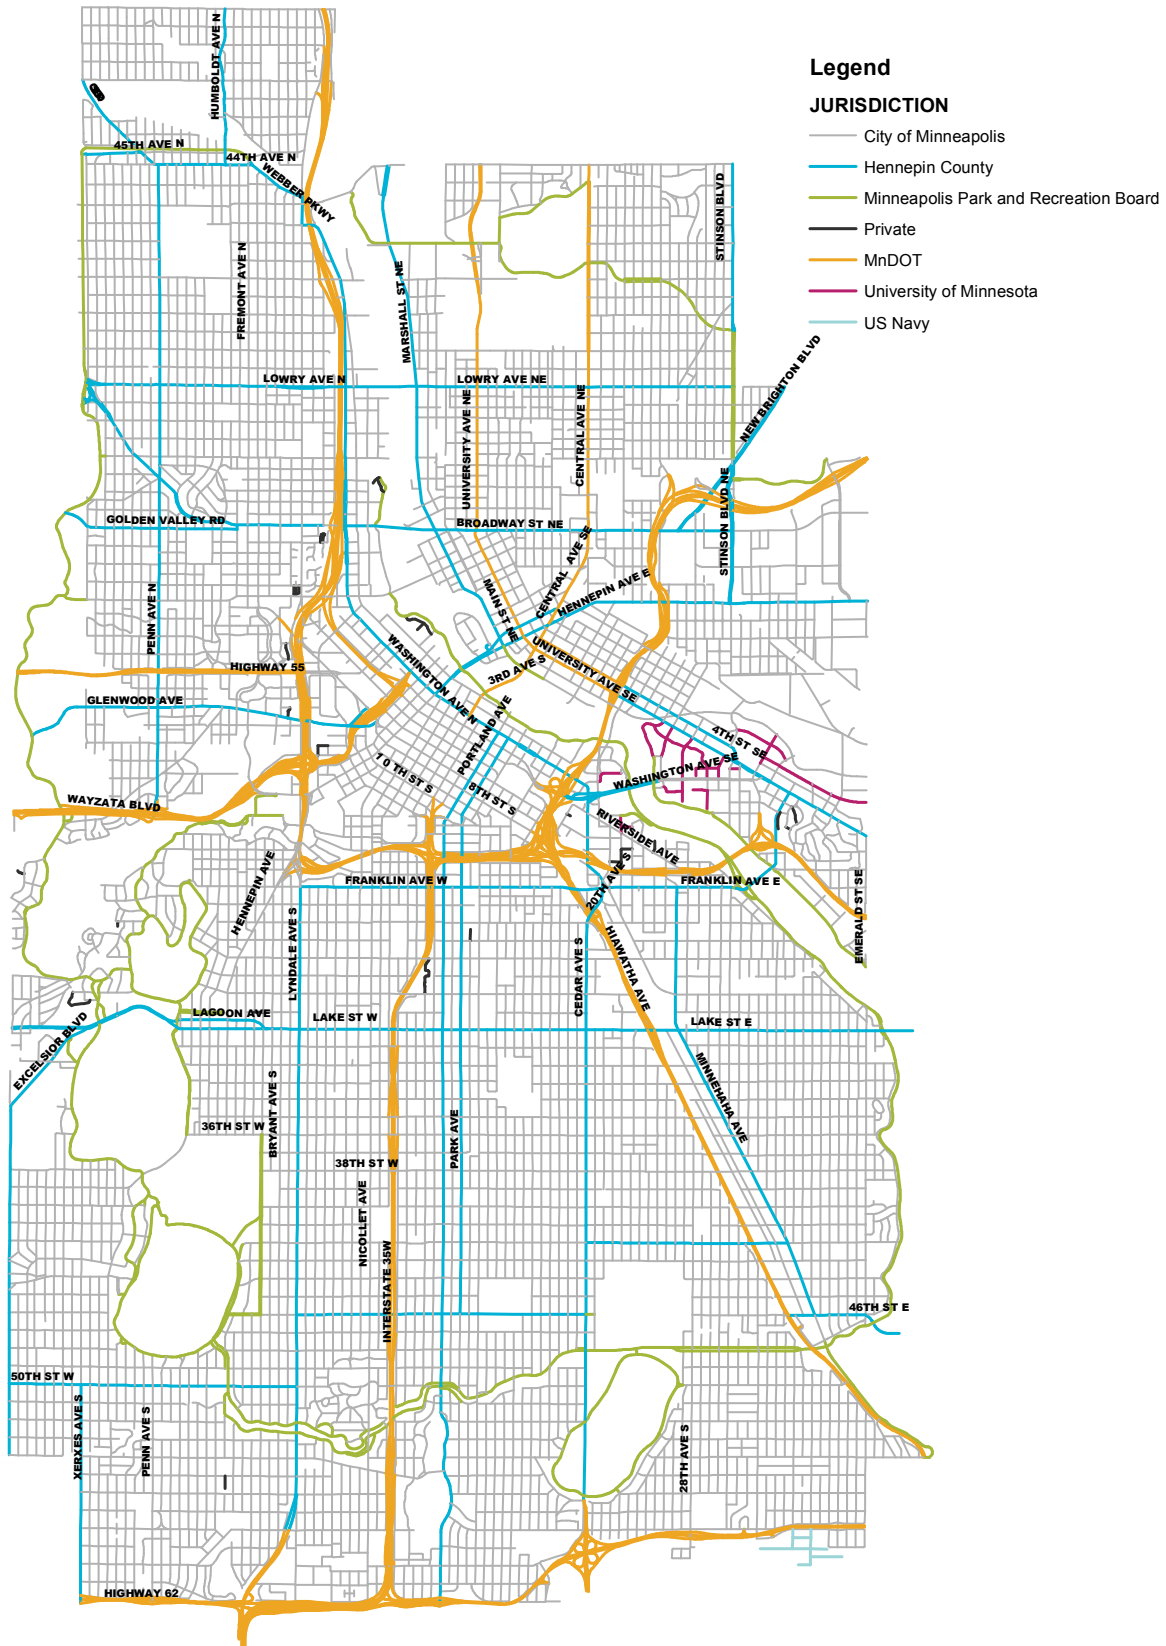 Legend
JURISDICTION
City of Minneapolis
Hennepin County
Minneapolis Park and Recreation Board
Private
MnDOT
University of Minnesota
US Navy
HUMBOLDT AVE N
45TH AVE N
44TH AVE N
WEBBER PKWY
STINSON BLVD
FREMONT AVE N
MARSHALL ST NE
NEW BRIGHTON BLVD
LOWRY AVE N
LOWRY AVE NE
UNIVERSITY AVE NE
CENTRAL AVE NE
STINSON BLVD NE
GOLDEN VALLEY RD
BROADWAY ST NE
CENTRAL AVE SE
HENNEPIN AVE E
MAIN ST NE
PENN AVE N
WASHINGTON AVE N
UNIVERSITY AVE SE
HIGHWAY 55
3RD AVE S
GLENWOOD AVE
PORTLAND AVE
4TH ST SE
10TH ST S
8TH ST S
WASHINGTON AVE SE
WAYZATA BLVD
RIVERSIDE AVE
HENNEPIN AVE
FRANKLIN AVE W
20TH AVE S
FRANKLIN AVE E
EMERALD ST SE
LYNDALE AVE S
CEDAR AVE S
HIAWATHA AVE
LAGOON AVE
LAKE ST W
LAKE ST E
EXCELSIOR BLVD
MINNEHAHA AVE
BRYANT AVE S
36TH ST W
PARK AVE
38TH ST W
NICOLLET AVE
INTERSTATE 35W
46TH ST E
50TH ST W
XERXES AVE S
PENN AVE S
28TH AVE S
HIGHWAY 62